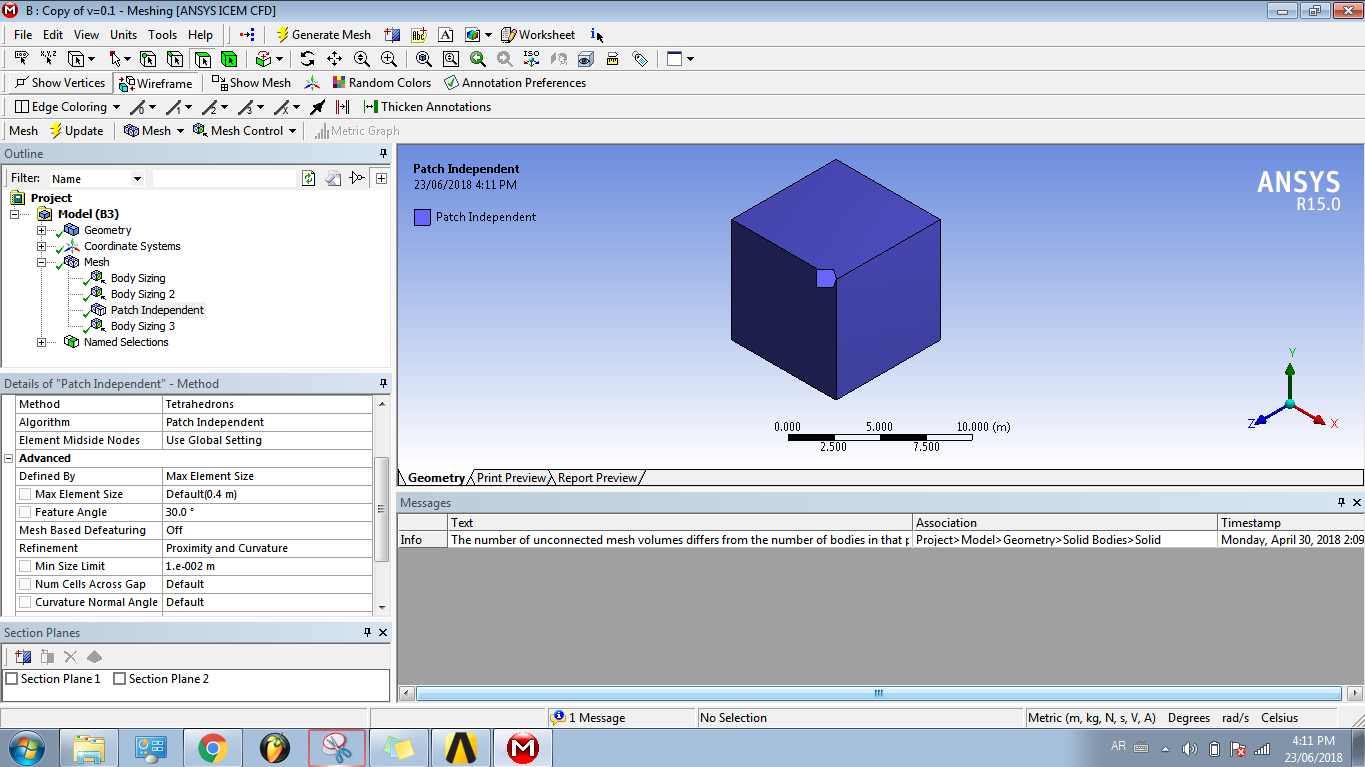 B : Copy of v=0.1 - Meshing [ANSYS ICEM CFD]
File Edit View Units Tools Help Generate Mesh A Worksheet
ISO
Show Vertices Wireframe Show Mesh Random Colors Annotation Preferences
Edge Coloring Thicken Annotations
Mesh Update Mesh Mesh Control Metric Graph
Outline
Filter: Name
Project
Model (B3)
Geometry
Coordinate Systems
Mesh
Body Sizing
Body Sizing 2
Patch Independent
Body Sizing 3
Named Selections
Details of "Patch Independent" - Method
Method Tetrahedrons
Algorithm Patch Independent
Element Midside Nodes Use Global Setting
Advanced
Defined By Max Element Size
Max Element Size Default(0.4 m)
Feature Angle 30.0 °
Mesh Based Defeaturing Off
Refinement Proximity and Curvature
Min Size Limit 1.e-002 m
Num Cells Across Gap Default
Curvature Normal Angle Default
Section Planes
Section Plane 1 Section Plane 2
Patch Independent
23/06/2018 4:11 PM
Patch Independent
ANSYS
R15.0
Y
Z X
0.000 5.000 10.000 (m)
2.500 7.500
Geometry Print Preview Report Preview
Messages
Text Association Timestamp
Info The number of unconnected mesh volumes differs from the number of bodies in that p Project>Model>Geometry>Solid Bodies>Solid Monday, April 30, 2018 2:09
1 Message No Selection Metric (m, kg, N, s, V, A) Degrees rad/s Celsius
AR 4:11 PM
23/06/2018